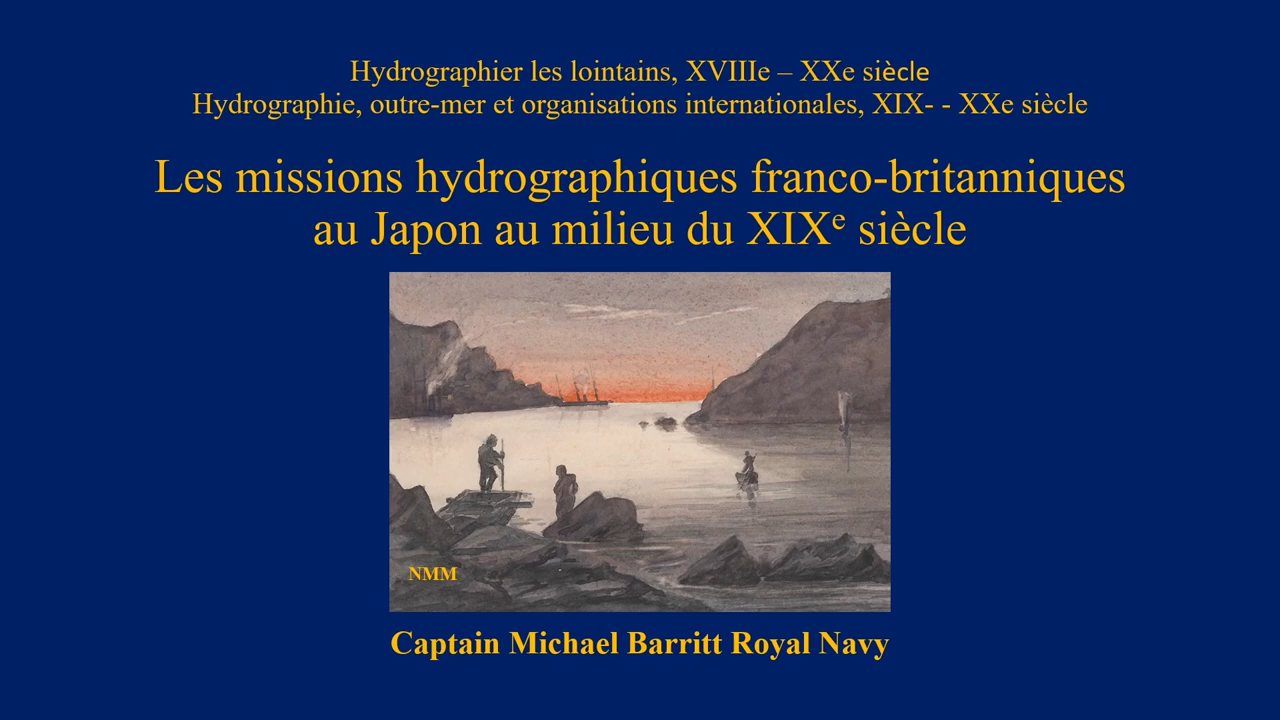 Hydrographier les lointains, XVIIIe – XXe siècle
Hydrographie, outre-mer et organisations internationales, XIX- - XXe siècle
Les missions hydrographiques franco-britanniques
au Japon au milieu du XIXe siècle
NMM
Captain Michael Barritt Royal Navy